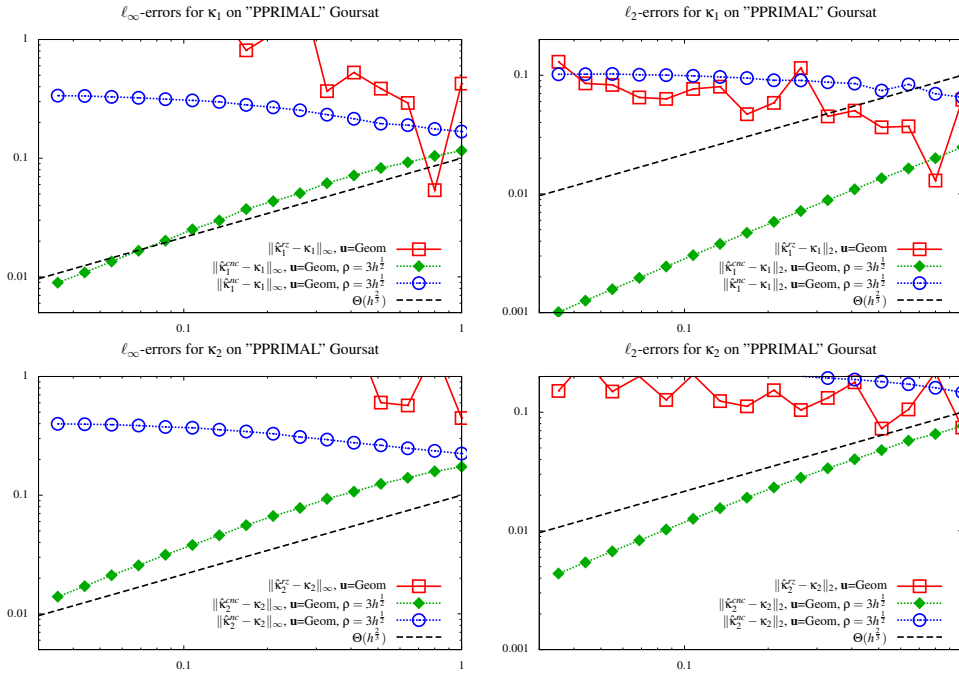 ℓ∞-errors for κ1 on "PPRIMAL" Goursat
1
0.1
0.01
0.1
1
‖κ̂1^rz − κ1‖∞, u=Geom
‖κ̂1^cnc − κ1‖∞, u=Geom, ρ = 3h^{1/2}
‖κ̂1^nc − κ1‖∞, u=Geom, ρ = 3h^{1/2}
Θ(h^{2/3})
ℓ2-errors for κ1 on "PPRIMAL" Goursat
0.1
0.01
0.001
0.1
‖κ̂1^rz − κ1‖2, u=Geom
‖κ̂1^cnc − κ1‖2, u=Geom, ρ = 3h^{1/2}
‖κ̂1^nc − κ1‖2, u=Geom, ρ = 3h^{1/2}
Θ(h^{2/3})
ℓ∞-errors for κ2 on "PPRIMAL" Goursat
1
0.1
0.01
0.1
1
‖κ̂2^rz − κ2‖∞, u=Geom
‖κ̂2^cnc − κ2‖∞, u=Geom, ρ = 3h^{1/2}
‖κ̂2^nc − κ2‖∞, u=Geom, ρ = 3h^{1/2}
Θ(h^{2/3})
ℓ2-errors for κ2 on "PPRIMAL" Goursat
0.1
0.01
0.001
0.1
‖κ̂2^rz − κ2‖2, u=Geom
‖κ̂2^cnc − κ2‖2, u=Geom, ρ = 3h^{1/2}
‖κ̂2^nc − κ2‖2, u=Geom, ρ = 3h^{1/2}
Θ(h^{2/3})